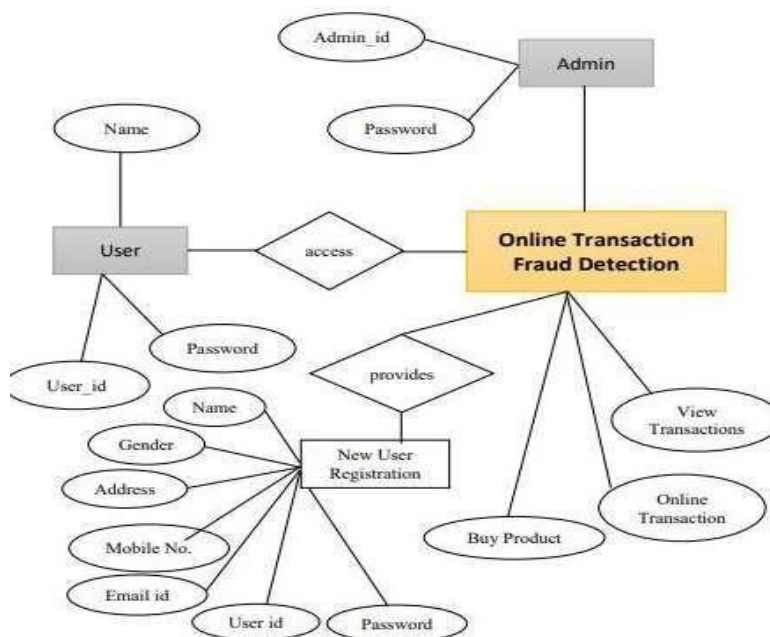 Admin_id
Admin
Password
Name
User
access
Online Transaction
Fraud Detection
Password
User_id
provides
Name
View
Transactions
Gender
New User
Registration
Address
Online
Transaction
Mobile No.
Buy Product
Email id
User id
Password